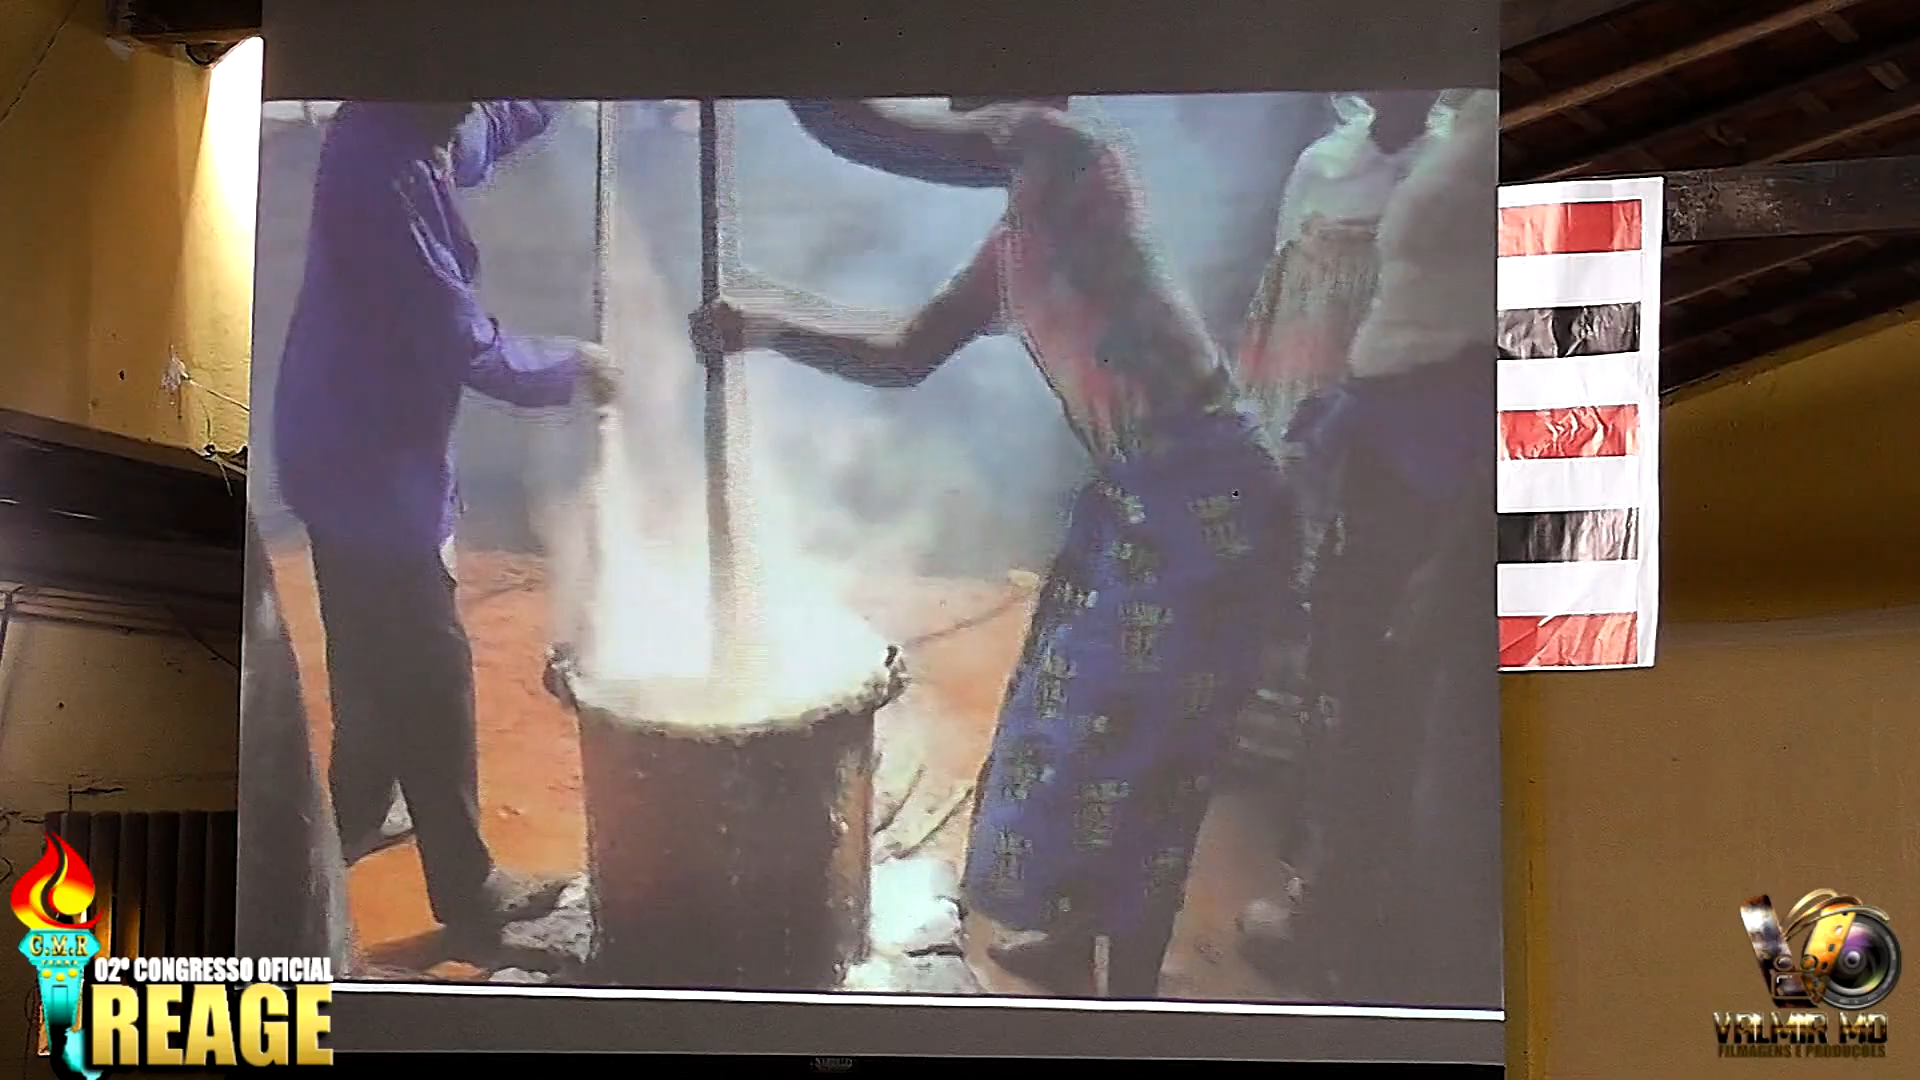 C.M.R
02º CONGRESSO OFICIAL
REAGE
VALMIR MD
FILMAGENS E PRODUÇÕES